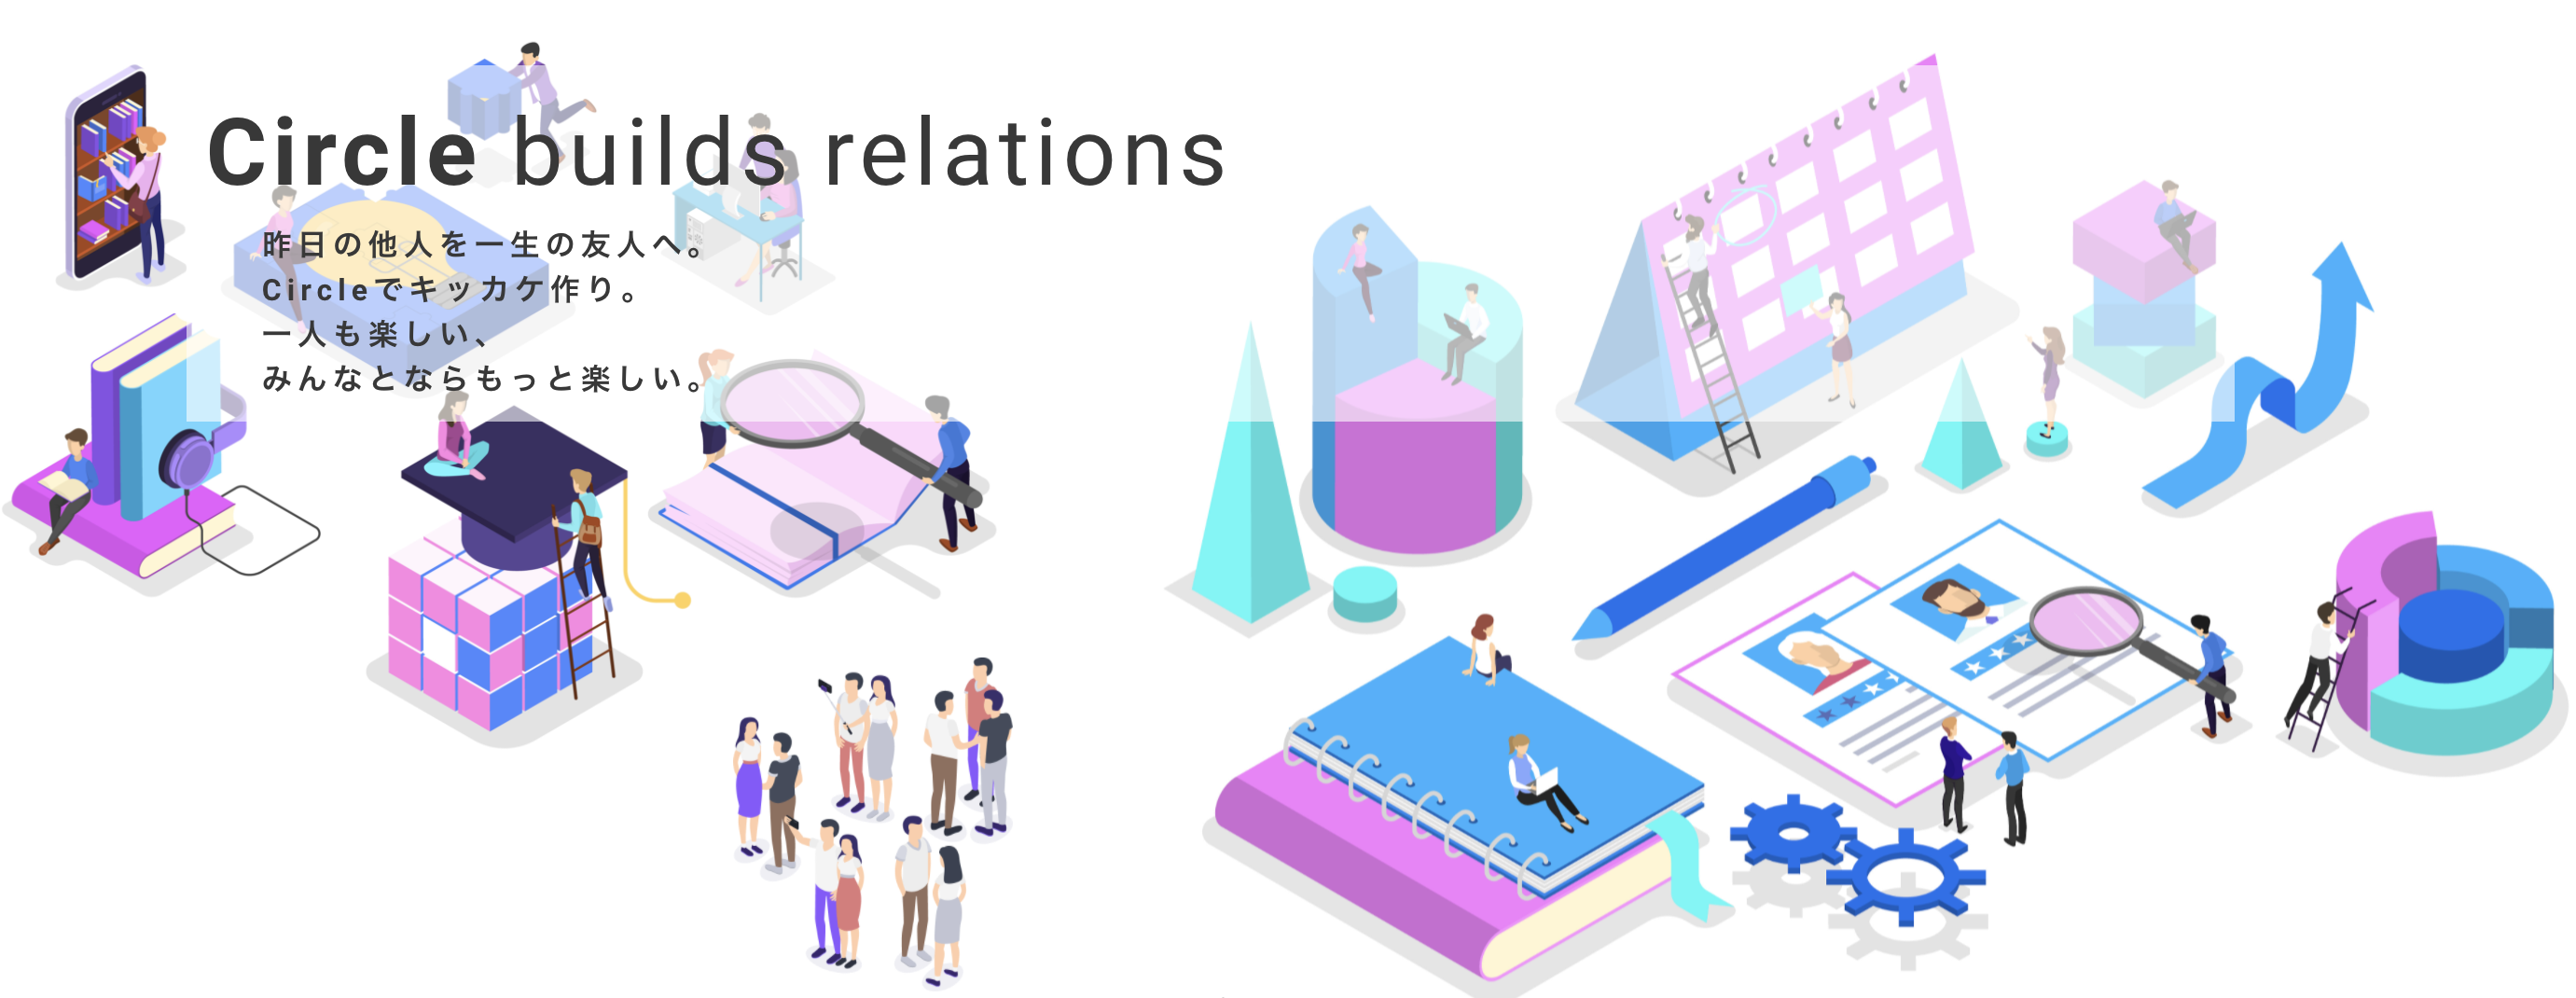 Circle builds relations
昨日の他人を一生の友人へ。
Circleでキッカケ作り。
一人も楽しい、
みんなとならもっと楽しい。